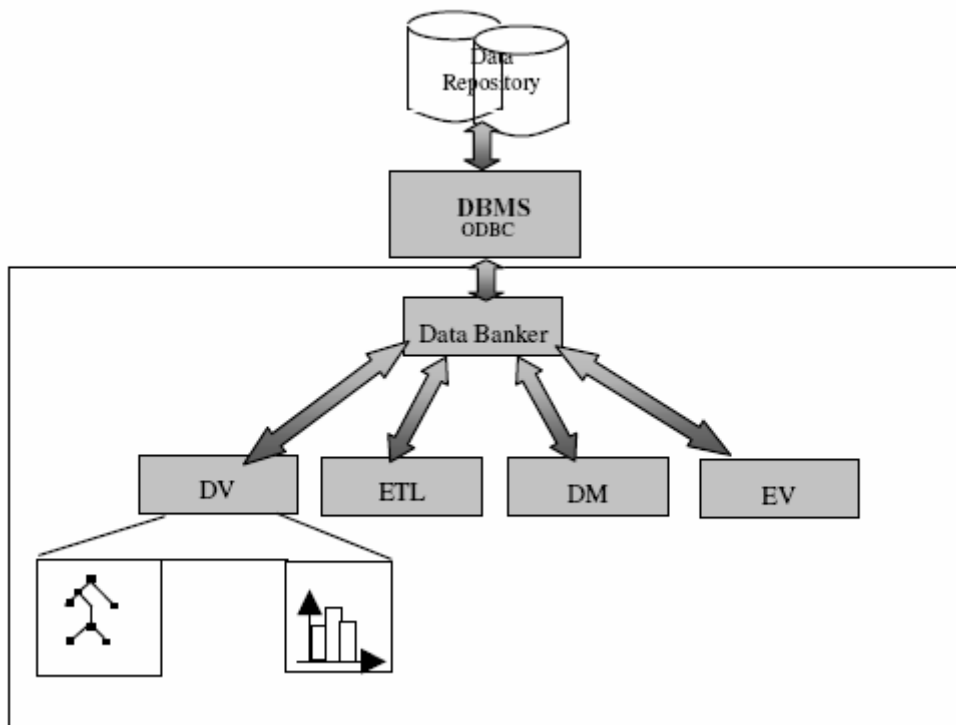 Data
Repository
DBMS
ODBC
Data Banker
DV
ETL
DM
EV